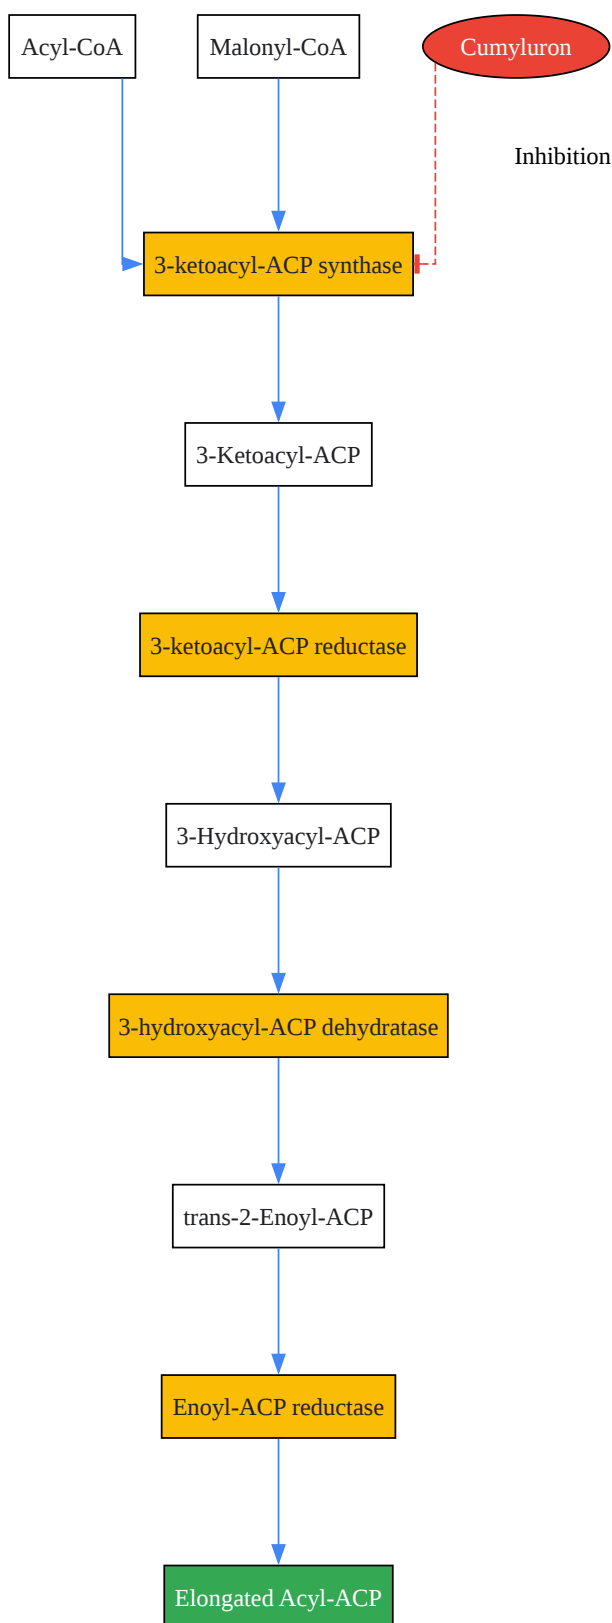 Acyl-CoA
Malonyl-CoA
Cumyluron
Inhibition
3-ketoacyl-ACP synthase
3-Ketoacyl-ACP
3-ketoacyl-ACP reductase
3-Hydroxyacyl-ACP
3-hydroxyacyl-ACP dehydratase
trans-2-Enoyl-ACP
Enoyl-ACP reductase
Elongated Acyl-ACP